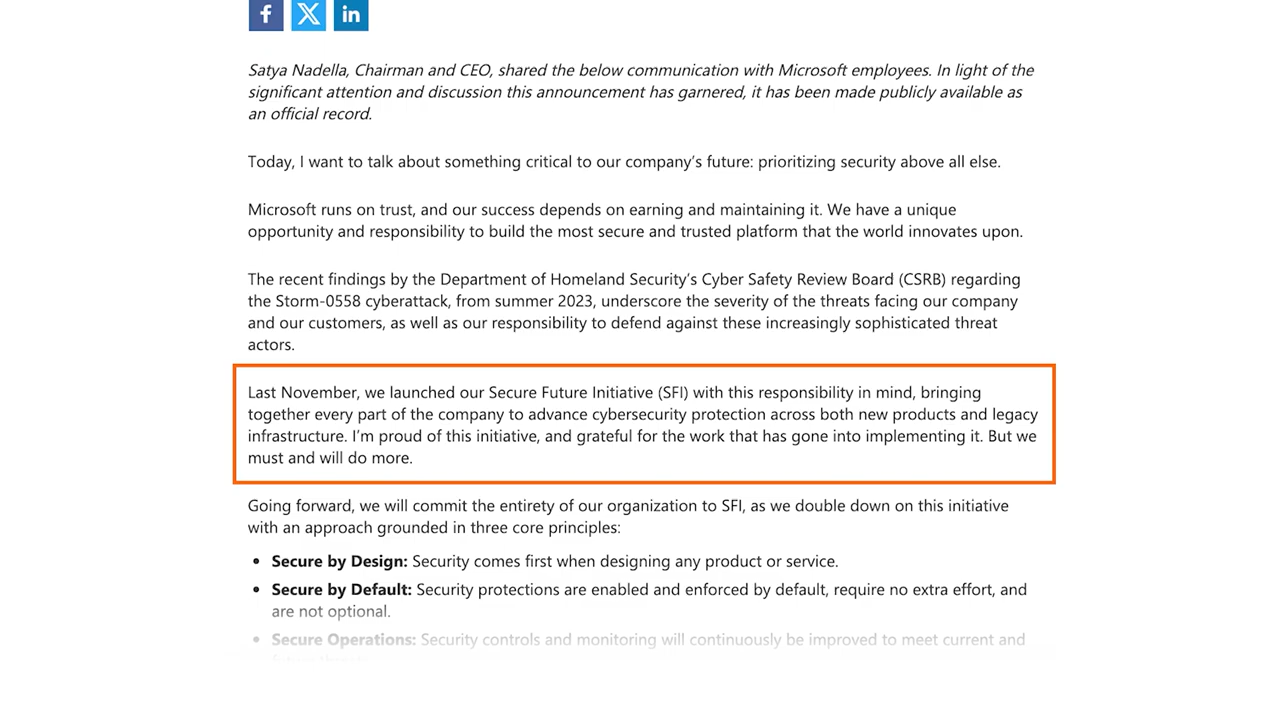 f X in
Satya Nadella, Chairman and CEO, shared the below communication with Microsoft employees. In light of the
significant attention and discussion this announcement has garnered, it has been made publicly available as
an official record.
Today, I want to talk about something critical to our company’s future: prioritizing security above all else.
Microsoft runs on trust, and our success depends on earning and maintaining it. We have a unique
opportunity and responsibility to build the most secure and trusted platform that the world innovates upon.
The recent findings by the Department of Homeland Security’s Cyber Safety Review Board (CSRB) regarding
the Storm-0558 cyberattack, from summer 2023, underscore the severity of the threats facing our company
and our customers, as well as our responsibility to defend against these increasingly sophisticated threat
actors.
Last November, we launched our Secure Future Initiative (SFI) with this responsibility in mind, bringing
together every part of the company to advance cybersecurity protection across both new products and legacy
infrastructure. I’m proud of this initiative, and grateful for the work that has gone into implementing it. But we
must and will do more.
Going forward, we will commit the entirety of our organization to SFI, as we double down on this initiative
with an approach grounded in three core principles:
• Secure by Design: Security comes first when designing any product or service.
• Secure by Default: Security protections are enabled and enforced by default, require no extra effort, and
are not optional.
• Secure Operations: Security controls and monitoring will continuously be improved to meet current and